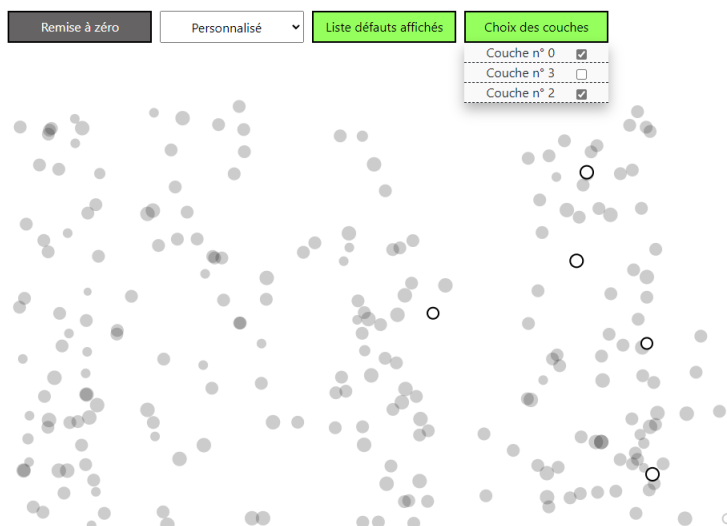 Remise à zéro Personnalisé Liste défauts affichés Choix des couches
Couche n° 0
Couche n° 3
Couche n° 2